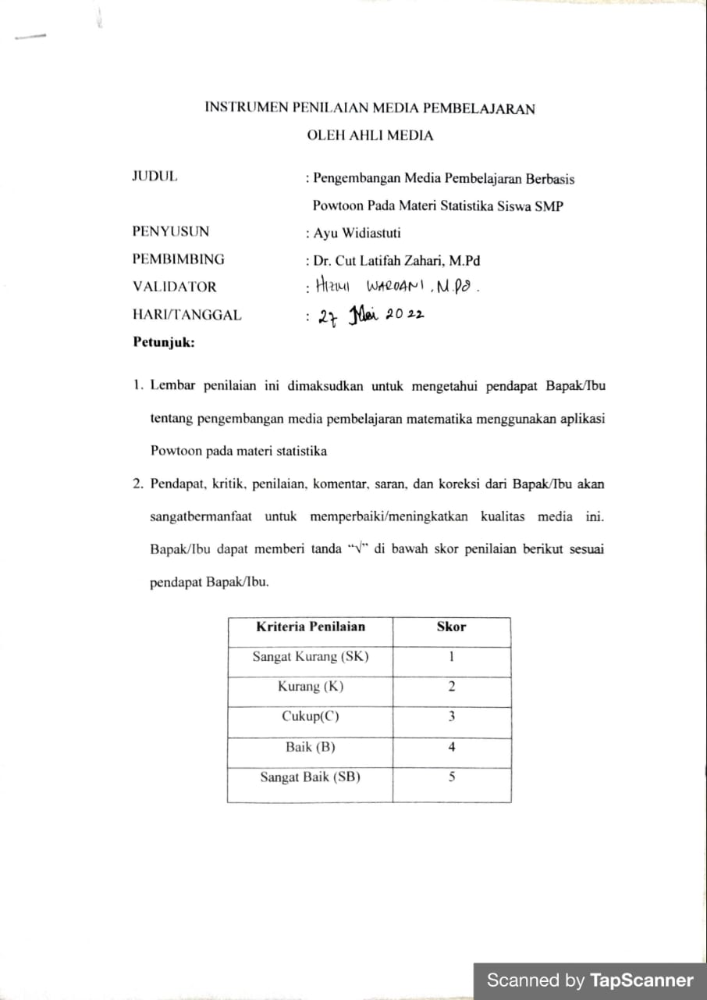 INSTRUMEN PENILAIAN MEDIA PEMBELAJARAN
OLEH AHLI MEDIA
JUDUL : Pengembangan Media Pembelajaran Berbasis
Powtoon Pada Materi Statistika Siswa SMP
PENYUSUN : Ayu Widiastuti
PEMBIMBING : Dr. Cut Latifah Zahari, M.Pd
VALIDATOR : WARDANI, M.Pd.
HARI/TANGGAL : 27 Mei 2022
Petunjuk:
1. Lembar penilaian ini dimaksudkan untuk mengetahui pendapat Bapak/Ibu
tentang pengembangan media pembelajaran matematika menggunakan aplikasi
Powtoon pada materi statistika
2. Pendapat, kritik, penilaian, komentar, saran, dan koreksi dari Bapak/Ibu akan
sangatbermanfaat untuk memperbaiki/meningkatkan kualitas media ini.
Bapak/Ibu dapat memberi tanda “√” di bawah skor penilaian berikut sesuai
pendapat Bapak/Ibu.
Kriteria Penilaian Skor
Sangat Kurang (SK) 1
Kurang (K) 2
Cukup(C) 3
Baik (B) 4
Sangat Baik (SB) 5
Scanned by TapScanner